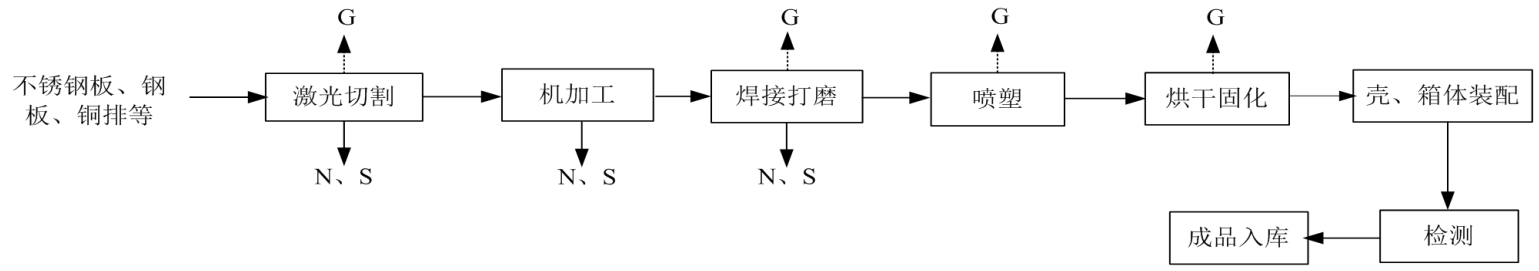 G
G
G
G
不锈钢板、钢
板、铜排等
激光切割
机加工
焊接打磨
喷塑
烘干固化
壳、箱体装配
N、S
N、S
N、S
成品入库
检测